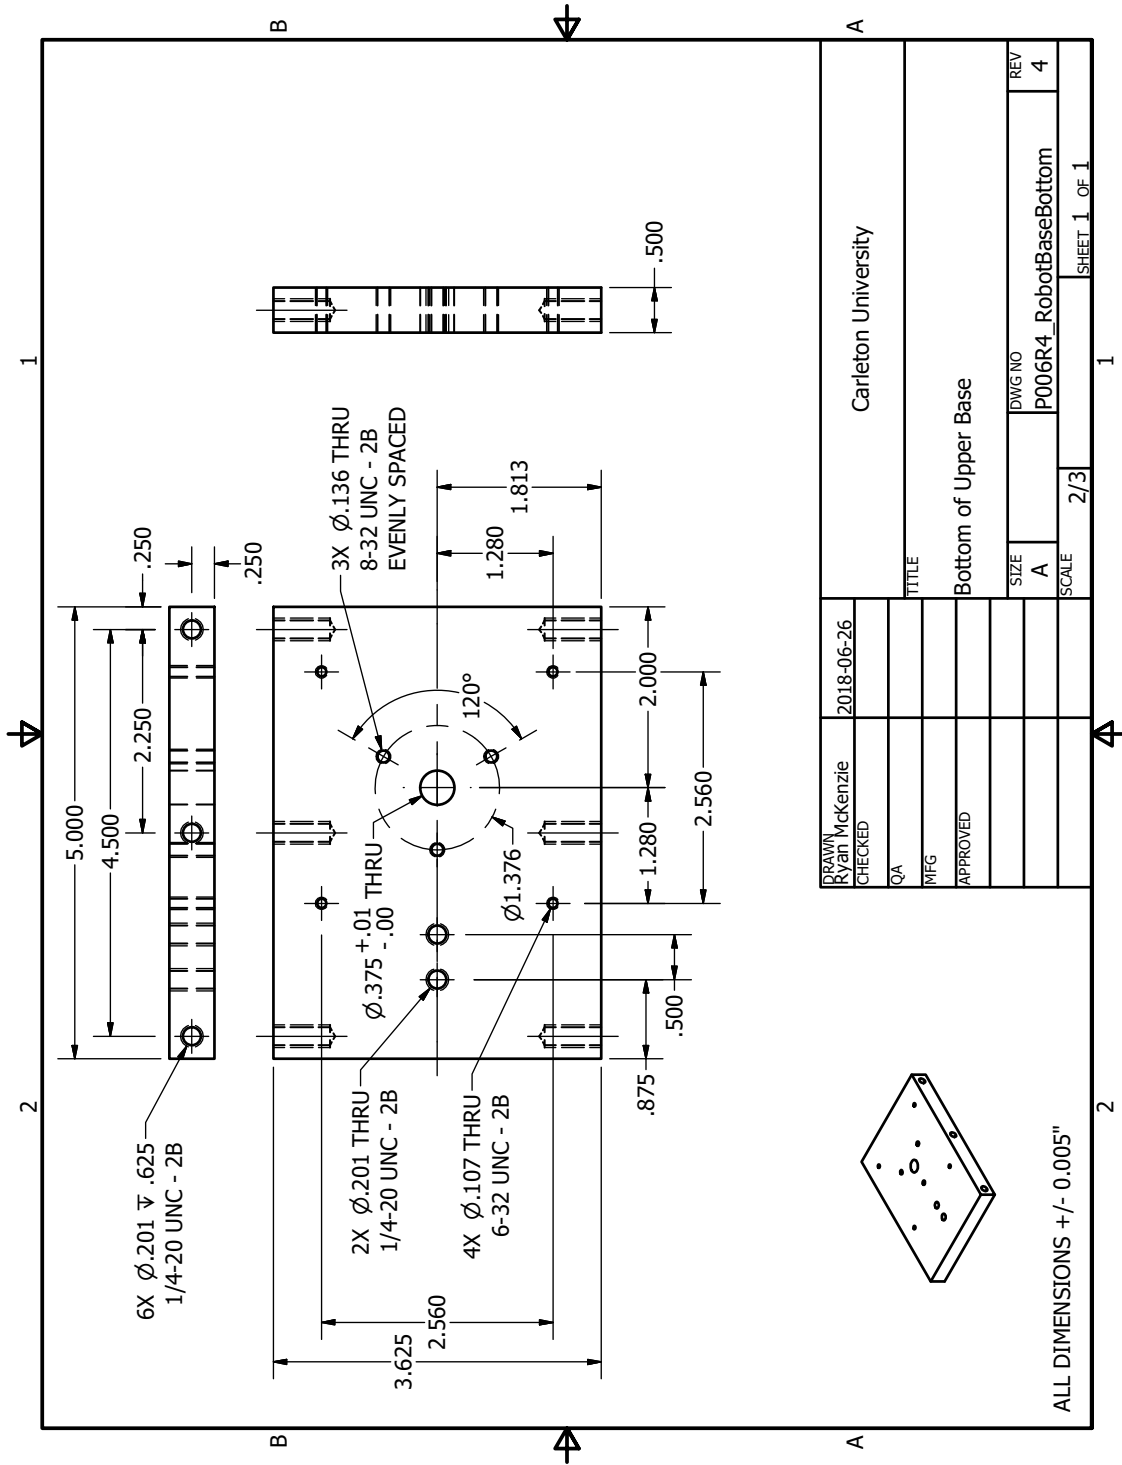 2
1
B
B
A
A
2
1
5.000
4.500
2.250
.250
.250
6X Ø.201 ↧ .625
1/4-20 UNC - 2B
3X Ø.136 THRU
8-32 UNC - 2B
EVENLY SPACED
Ø.375 +.01 -.00 THRU
2X Ø.201 THRU
1/4-20 UNC - 2B
4X Ø.107 THRU
6-32 UNC - 2B
3.625
2.560
120°
Ø1.376
1.280
1.813
.500
.875
.500
1.280
2.000
2.560
ALL DIMENSIONS +/- 0.005"
DRAWN
Ryan McKenzie
2018-06-26
CHECKED
QA
MFG
APPROVED
Carleton University
TITLE
Bottom of Upper Base
SIZE
A
DWG NO
P006R4_RobotBaseBottom
REV
4
SCALE
2/3
SHEET 1 OF 1